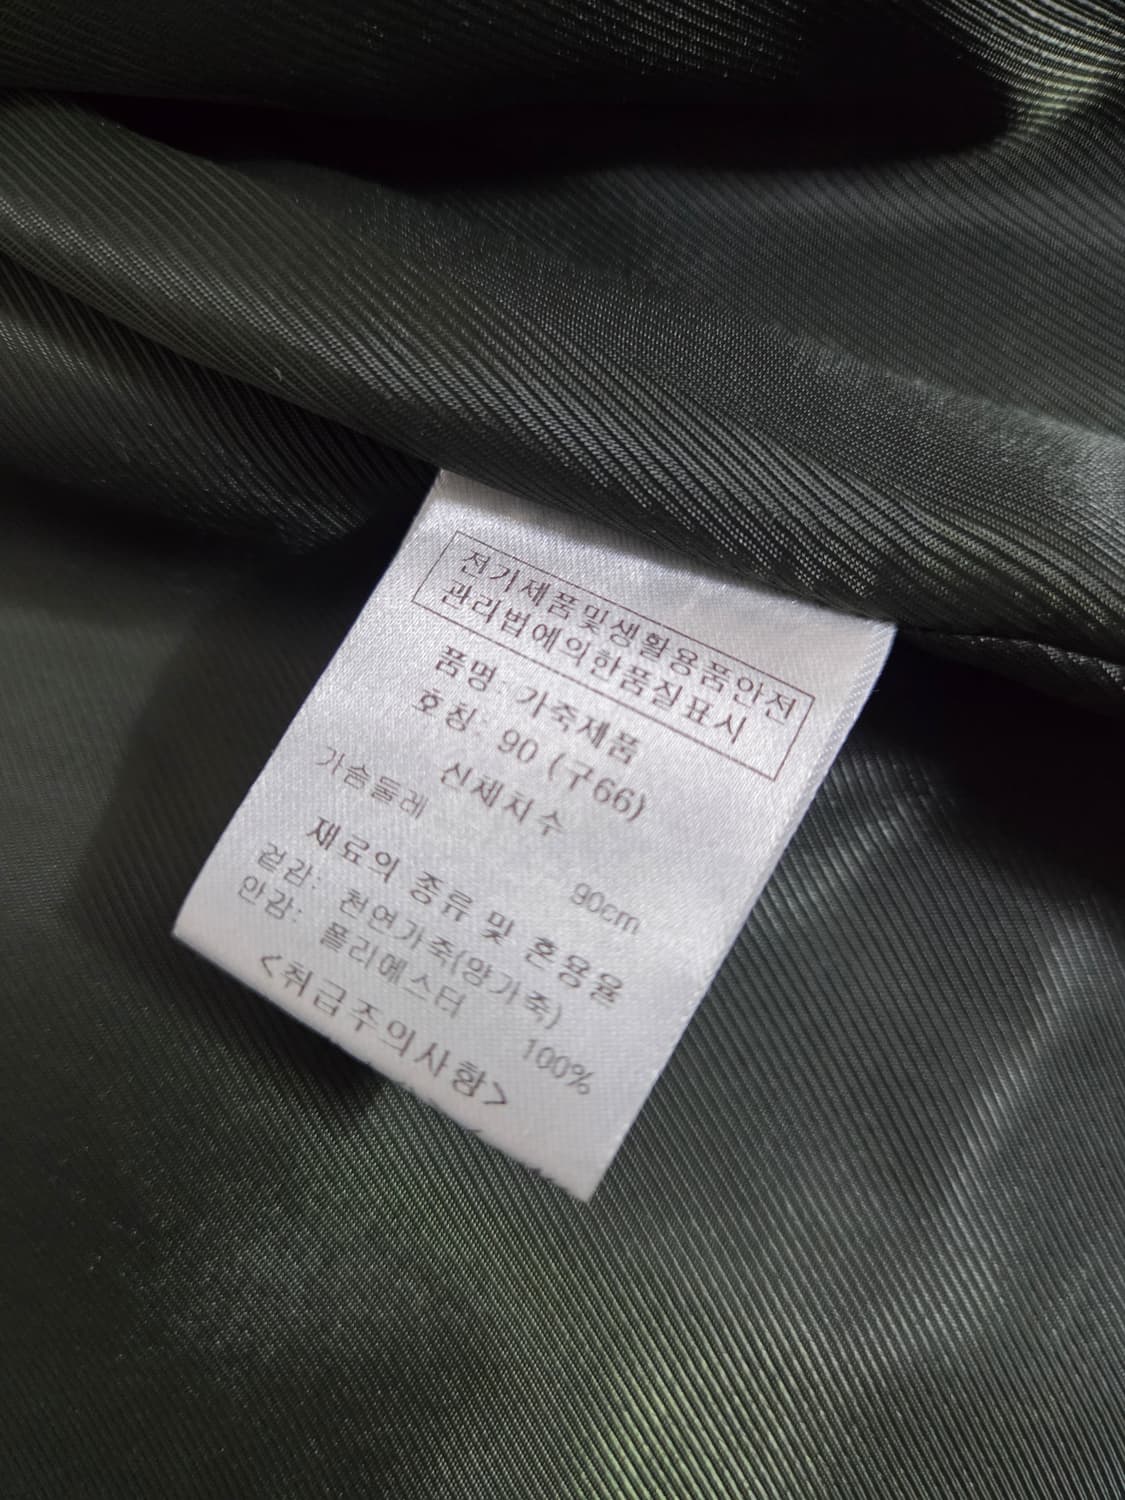 전기제품및생활용품안전
관리법에의한품질표시
품명: 가죽제품
호칭: 90 (구66)
신체치수
가슴둘레 90cm
재료의 종류 및 혼용율
겉감: 천연가죽(양가죽)
안감: 폴리에스터 100%
<취급주의사항>